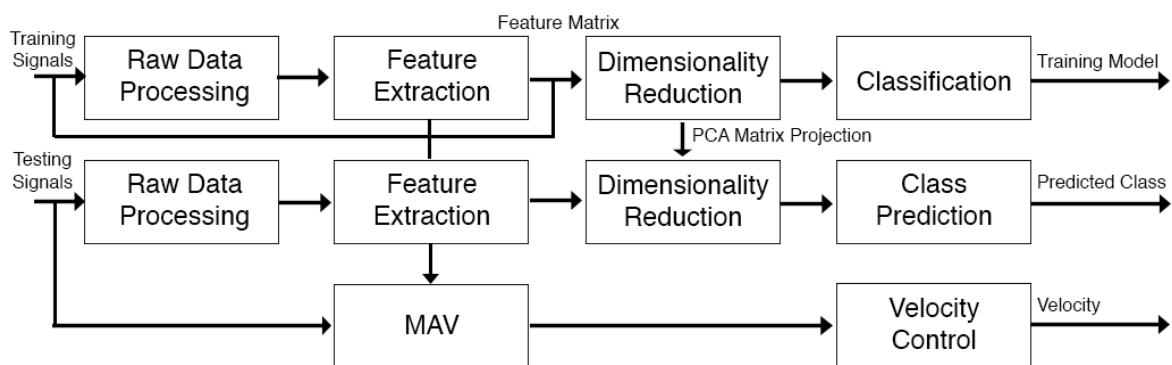 Feature Matrix
Training
Signals
Raw Data
Processing
Feature
Extraction
Dimensionality
Reduction
Classification
Training Model
PCA Matrix Projection
Testing
Signals
Raw Data
Processing
Feature
Extraction
Dimensionality
Reduction
Class
Prediction
Predicted Class
MAV
Velocity
Control
Velocity